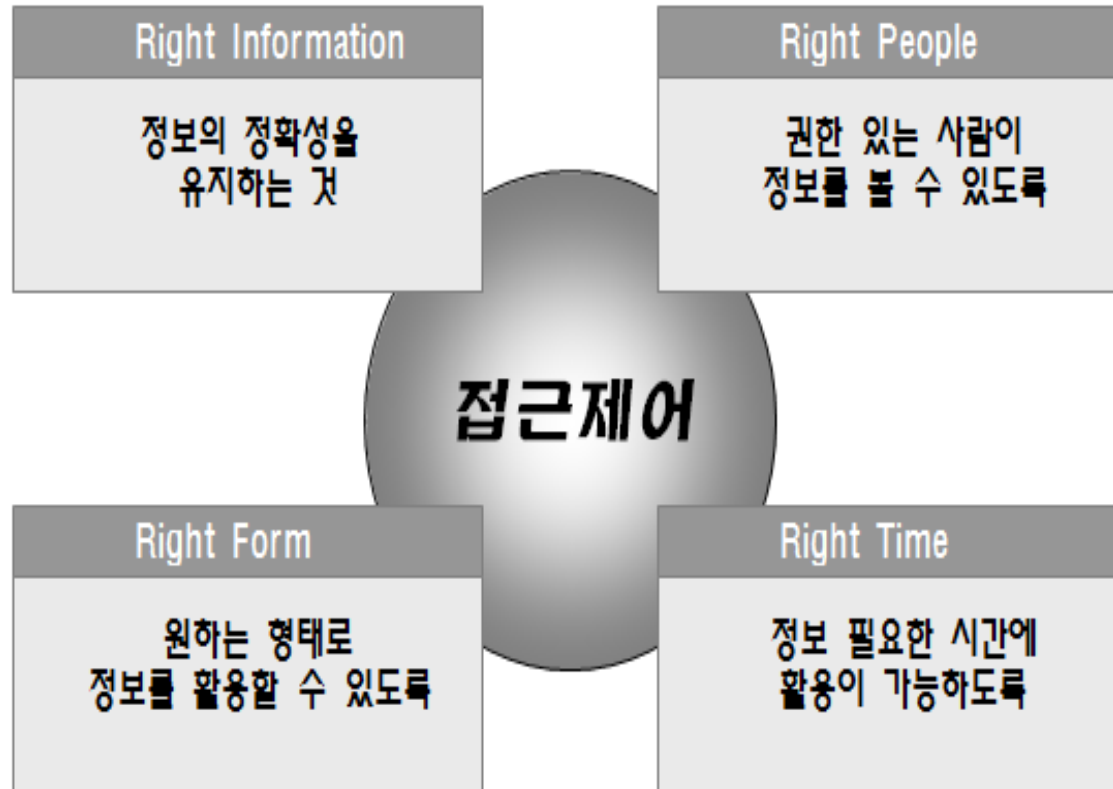 Right Information
정보의 정확성을
유지하는 것
Right People
권한 있는 사람이
정보를 볼 수 있도록
접근제어
Right Form
원하는 형태로
정보를 활용할 수 있도록
Right Time
정보 필요한 시간에
활용이 가능하도록